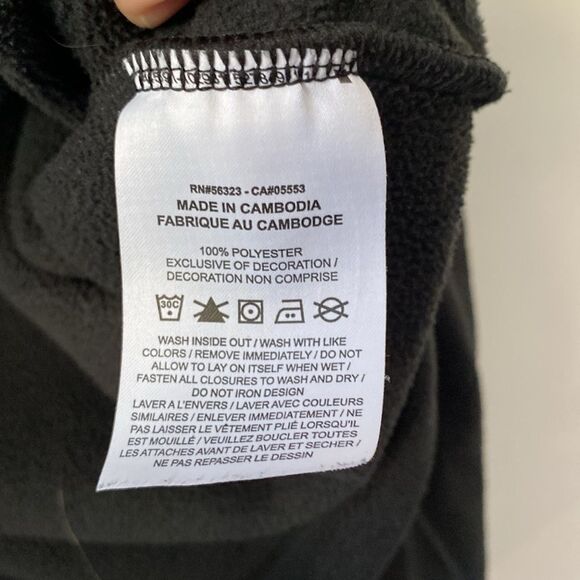 RN#56323 - CA#05553
MADE IN CAMBODIA
FABRIQUE AU CAMBODGE
100% POLYESTER
EXCLUSIVE OF DECORATION /
DECORATION NON COMPRISE
30C
WASH INSIDE OUT / WASH WITH LIKE
COLORS / REMOVE IMMEDIATELY / DO NOT
ALLOW TO LAY ON ITSELF WHEN WET /
FASTEN ALL CLOSURES TO WASH AND DRY /
DO NOT IRON DESIGN
LAVER A L'ENVERS / LAVER AVEC COULEURS
SIMILAIRES / ENLEVER IMMEDIATEMENT / NE
PAS LAISSER LE VÊTEMENT PLIÉ LORSQU'IL
EST MOUILLÉ / VEUILLEZ BOUCLER TOUTES
LES ATTACHES AVANT DE LAVER ET SECHER /
NE PAS REPASSER LE DESSIN